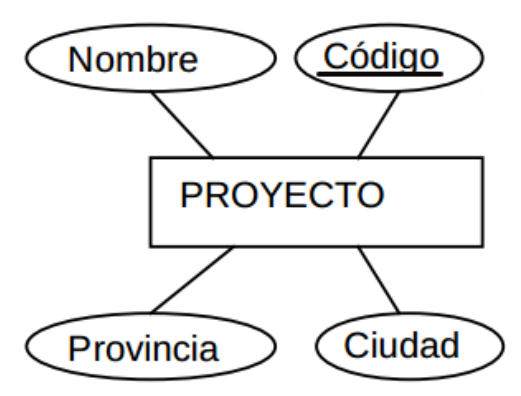 Nombre
Código
PROYECTO
Provincia
Ciudad